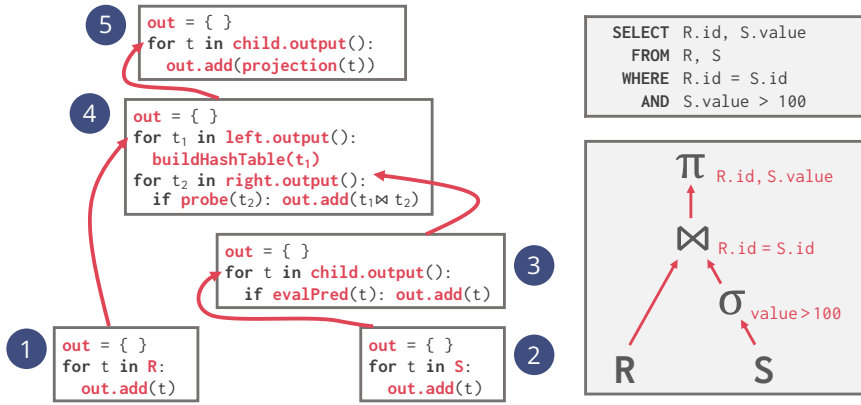 5
out = { }
for t in child.output():
out.add(projection(t))
4
out = { }
for t₁ in left.output():
buildHashTable(t₁)
for t₂ in right.output():
if probe(t₂): out.add(t₁⋈t₂)
out = { }
for t in child.output():
if evalPred(t): out.add(t)
3
1
out = { }
for t in R:
out.add(t)
out = { }
for t in S:
out.add(t)
2
SELECT R.id, S.value
FROM R, S
WHERE R.id = S.id
AND S.value > 100
π R.id, S.value
⋈ R.id = S.id
σ value>100
R S